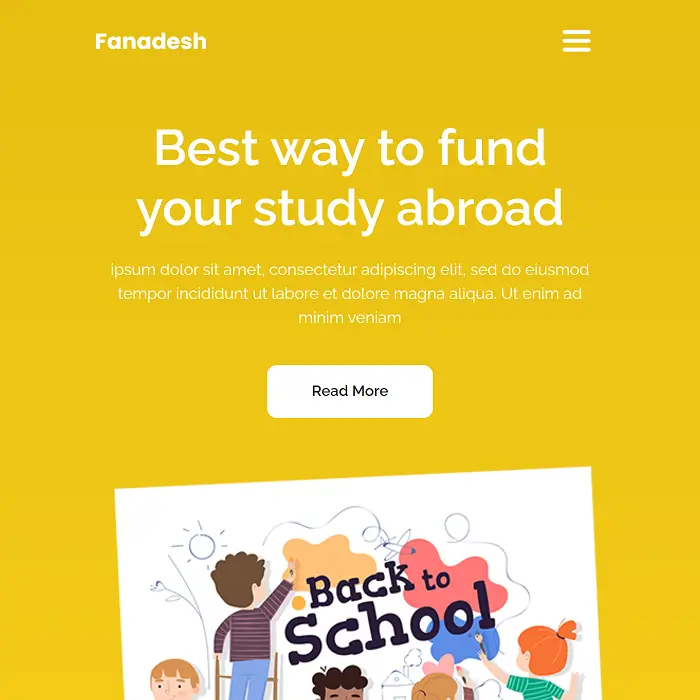 Fanadesh
Best way to fund
your study abroad
ipsum dolor sit amet, consectetur adipiscing elit, sed do eiusmod
tempor incididunt ut labore et dolore magna aliqua. Ut enim ad
minim veniam
Read More
Back to
School